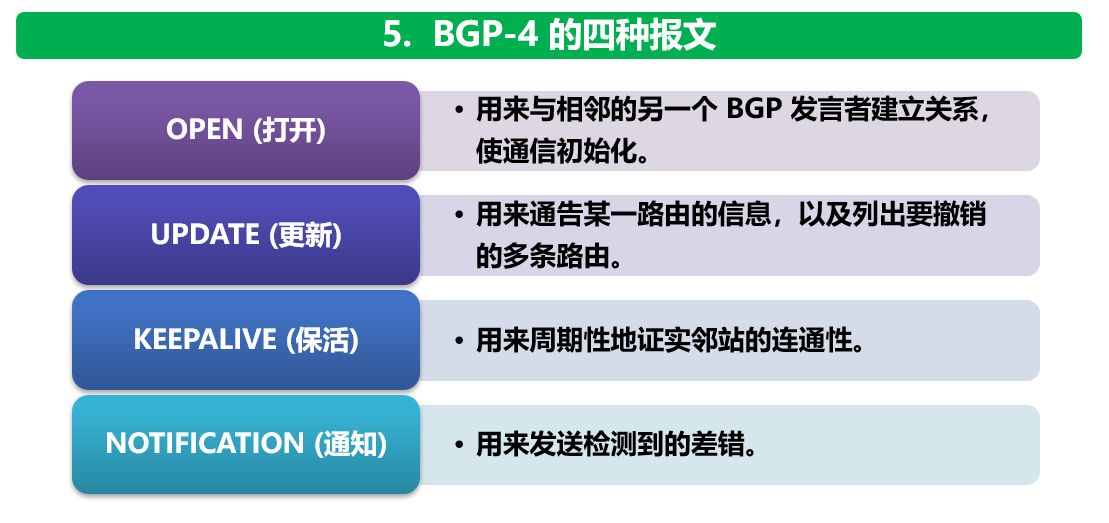 5. BGP-4 的四种报文
OPEN (打开)
• 用来与相邻的另一个 BGP 发言者建立关系，
使通信初始化。
UPDATE (更新)
• 用来通告某一路由的信息，以及列出要撤销
的多条路由。
KEEPALIVE (保活)
• 用来周期性地证实邻站的连通性。
NOTIFICATION (通知)
• 用来发送检测到的差错。